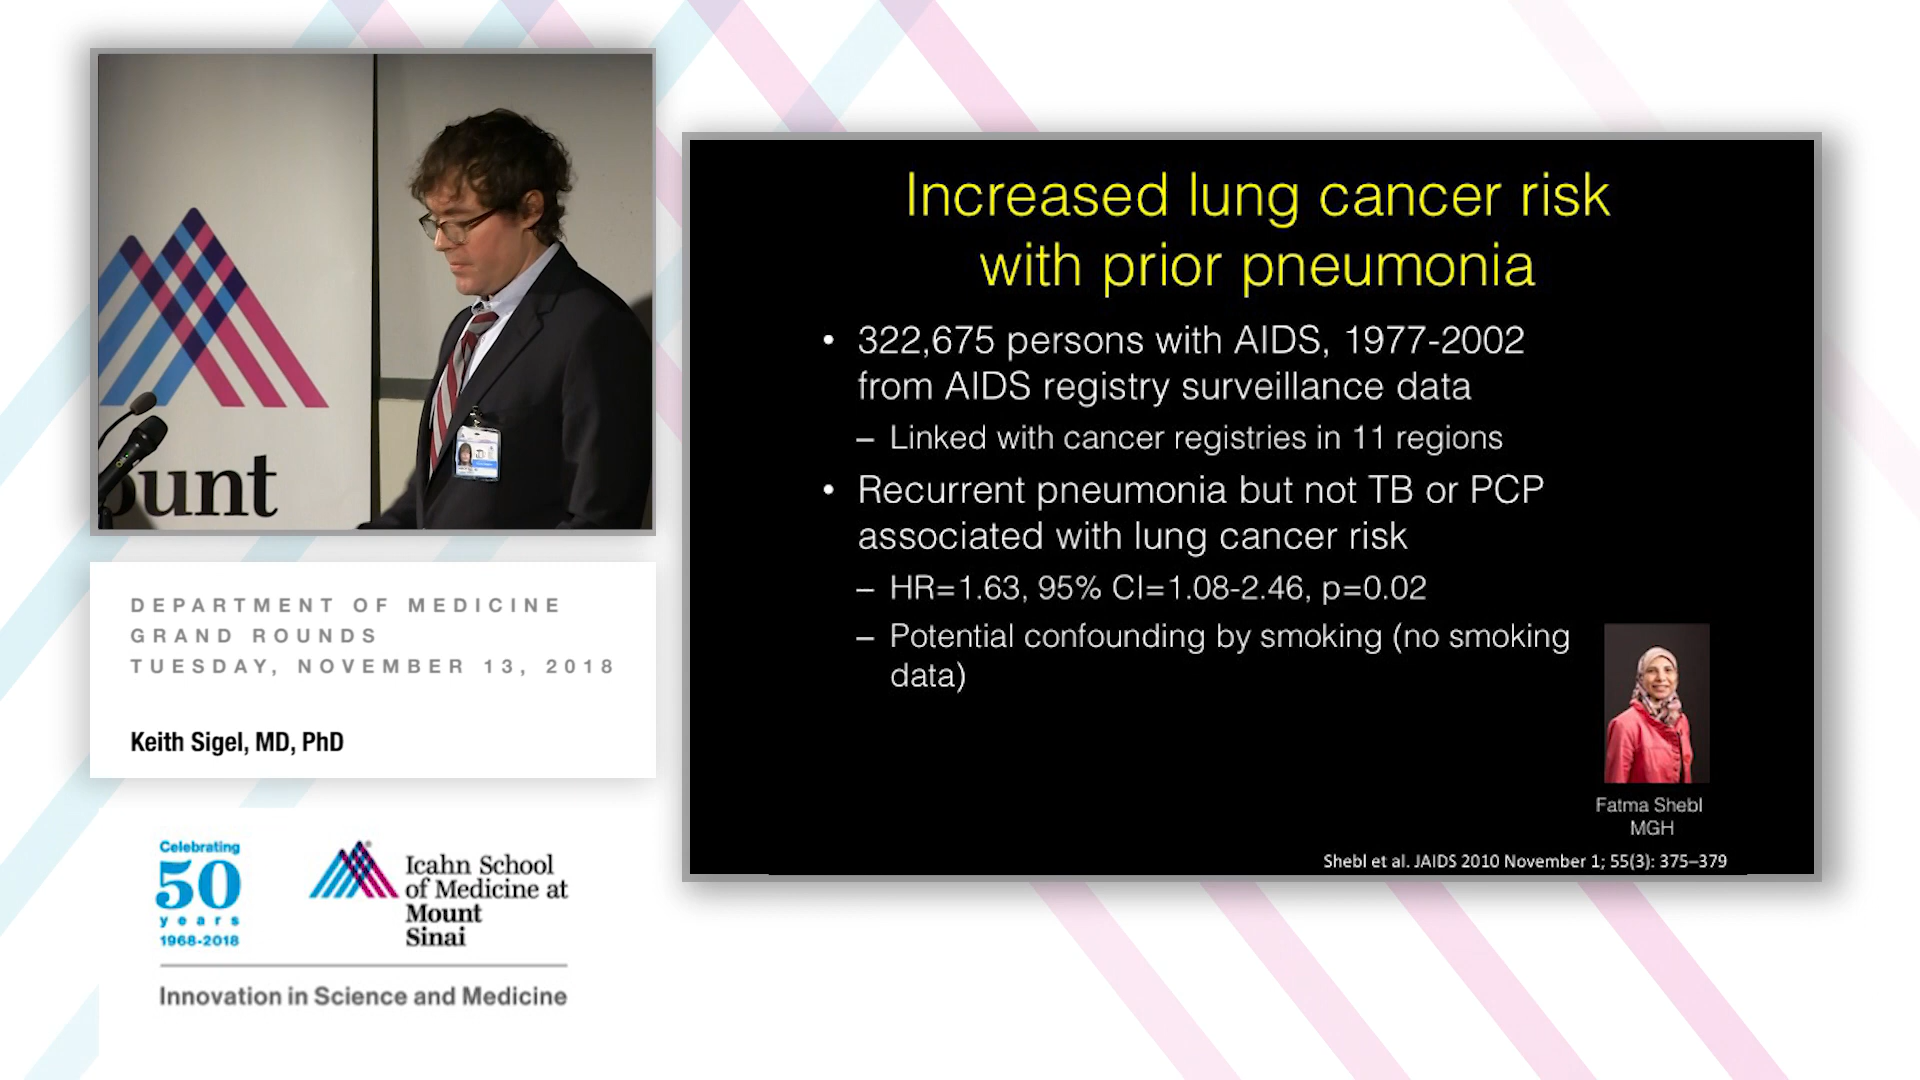 ount
DEPARTMENT OF MEDICINE
GRAND ROUNDS
TUESDAY, NOVEMBER 13, 2018
Keith Sigel, MD, PhD
Celebrating
50
years
1968-2018
Icahn School
of Medicine at
Mount
Sinai
Innovation in Science and Medicine
Increased lung cancer risk
with prior pneumonia
• 322,675 persons with AIDS, 1977-2002
from AIDS registry surveillance data
– Linked with cancer registries in 11 regions
• Recurrent pneumonia but not TB or PCP
associated with lung cancer risk
– HR=1.63, 95% CI=1.08-2.46, p=0.02
– Potential confounding by smoking (no smoking
data)
Fatma Shebl
MGH
Shebl et al. JAIDS 2010 November 1; 55(3): 375–379